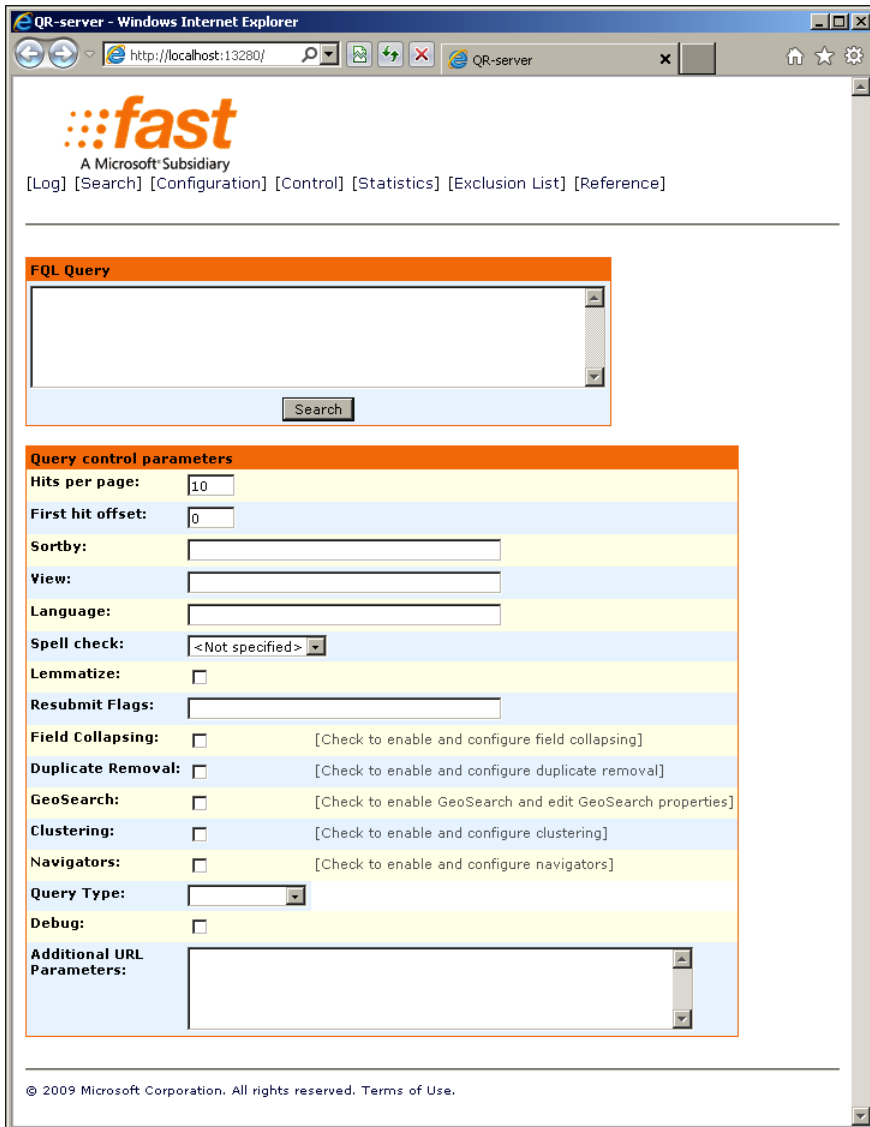 QR-server - Windows Internet Explorer
http://localhost:13280/
QR-server
fast
A Microsoft® Subsidiary
[Log] [Search] [Configuration] [Control] [Statistics] [Exclusion List] [Reference]
FQL Query
Search
Query control parameters
Hits per page: 10
First hit offset: 0
Sortby:
View:
Language:
Spell check: <Not specified>
Lemmatize:
Resubmit Flags:
Field Collapsing: [Check to enable and configure field collapsing]
Duplicate Removal: [Check to enable and configure duplicate removal]
GeoSearch: [Check to enable GeoSearch and edit GeoSearch properties]
Clustering: [Check to enable and configure clustering]
Navigators: [Check to enable and configure navigators]
Query Type:
Debug:
Additional URL
Parameters:
© 2009 Microsoft Corporation. All rights reserved. Terms of Use.